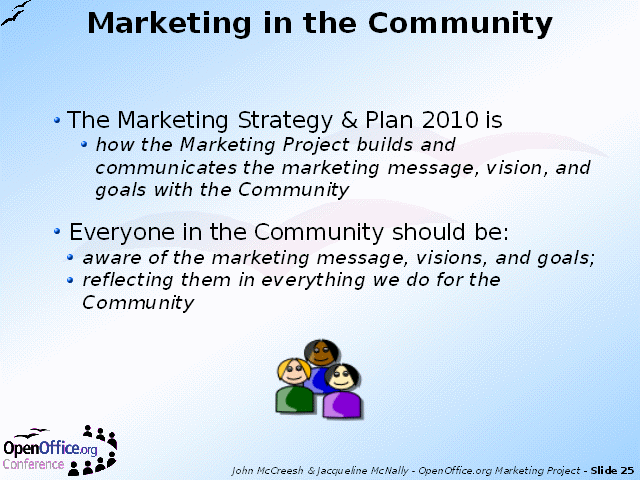 Marketing in the Community
• The Marketing Strategy & Plan 2010 is
• how the Marketing Project builds and
communicates the marketing message, vision, and
goals with the Community
• Everyone in the Community should be:
• aware of the marketing message, visions, and goals;
• reflecting them in everything we do for the
Community
OpenOffice.org
Conference
John McCreesh & Jacqueline McNally - OpenOffice.org Marketing Project - Slide 25